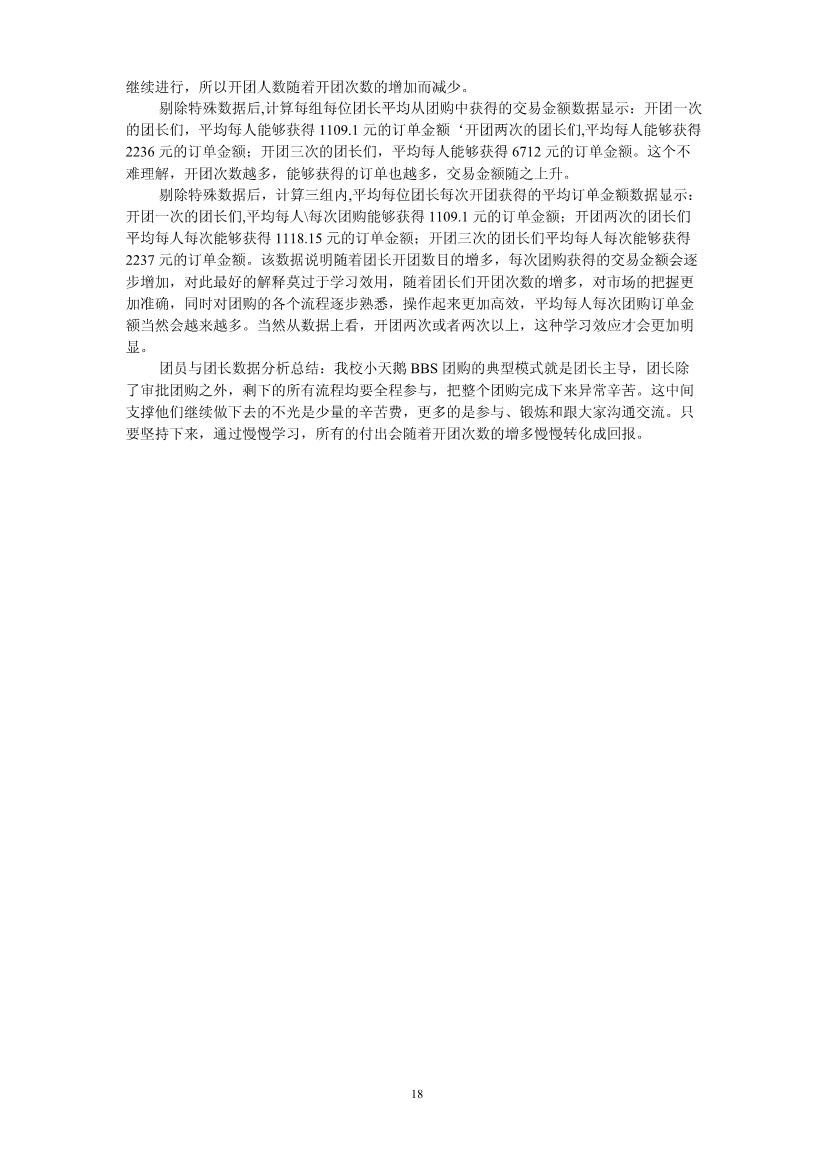 继续进行，所以开团人数随着开团次数的增加而减少。
剔除特殊数据后,计算每组每位团长平均从团购中获得的交易金额数据显示：开团一次
的团长们，平均每人能够获得 1109.1 元的订单金额‘开团两次的团长们,平均每人能够获得
2236 元的订单金额；开团三次的团长们，平均每人能够获得 6712 元的订单金额。这个不
难理解，开团次数越多，能够获得的订单也越多，交易金额随之上升。
剔除特殊数据后，计算三组内,平均每位团长每次开团获得的平均订单金额数据显示：
开团一次的团长们,平均每人\每次团购能够获得 1109.1 元的订单金额；开团两次的团长们
平均每人每次能够获得 1118.15 元的订单金额；开团三次的团长们平均每人每次能够获得
2237 元的订单金额。该数据说明随着团长开团数目的增多，每次团购获得的交易金额会逐
步增加，对此最好的解释莫过于学习效用，随着团长们开团次数的增多，对市场的把握更
加准确，同时对团购的各个流程逐步熟悉，操作起来更加高效，平均每人每次团购订单金
额当然会越来越多。当然从数据上看，开团两次或者两次以上，这种学习效应才会更加明
显。
团员与团长数据分析总结：我校小天鹅 BBS 团购的典型模式就是团长主导，团长除
了审批团购之外，剩下的所有流程均要全程参与，把整个团购完成下来异常辛苦。这中间
支撑他们继续做下去的不光是少量的辛苦费，更多的是参与、锻炼和跟大家沟通交流。只
要坚持下来，通过慢慢学习，所有的付出会随着开团次数的增多慢慢转化成回报。
18